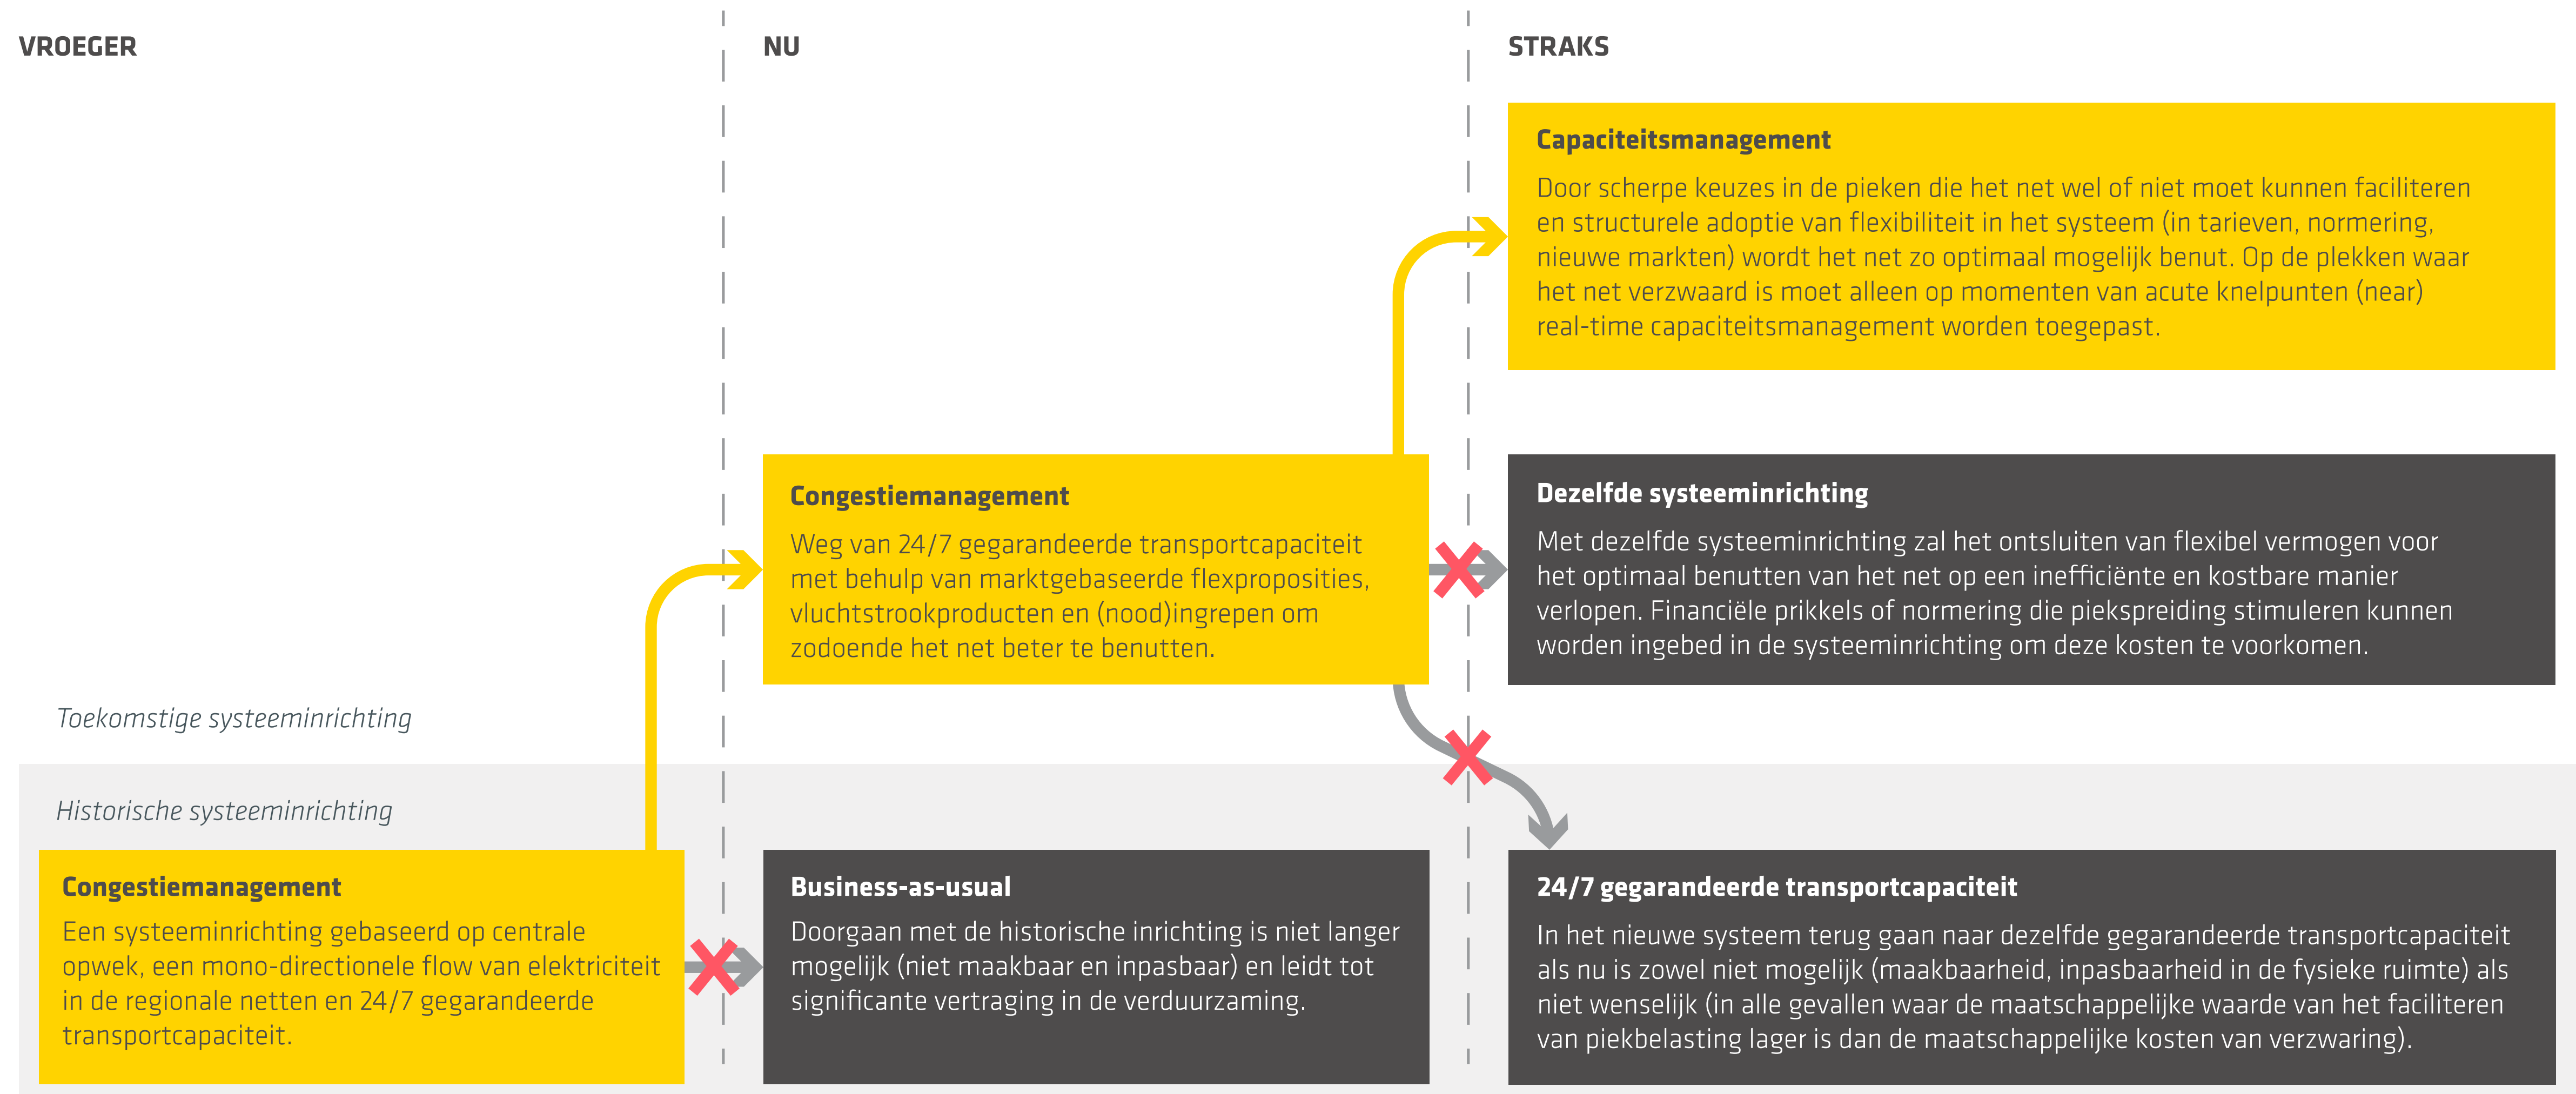 VROEGER
NU
STRAKS
Capaciteitsmanagement
Door scherpe keuzes in de pieken die het net wel of niet moet kunnen faciliteren
en structurele adoptie van flexibiliteit in het systeem (in tarieven, normering,
nieuwe markten) wordt het net zo optimaal mogelijk benut. Op de plekken waar
het net verzwaard is moet alleen op momenten van acute knelpunten (near)
real-time capaciteitsmanagement worden toegepast.
Congestiemanagement
Weg van 24/7 gegarandeerde transportcapaciteit
met behulp van marktgebaseerde flexproposities,
vluchtstrookproducten en (nood)ingrepen om
zodoende het net beter te benutten.
Dezelfde systeeminrichting
Met dezelfde systeeminrichting zal het ontsluiten van flexibel vermogen voor
het optimaal benutten van het net op een inefficiënte en kostbare manier
verlopen. Financiële prikkels of normering die piekspreiding stimuleren kunnen
worden ingebed in de systeeminrichting om deze kosten te voorkomen.
Toekomstige systeeminrichting
Historische systeeminrichting
Congestiemanagement
Een systeeminrichting gebaseerd op centrale
opwek, een mono-directionele flow van elektriciteit
in de regionale netten en 24/7 gegarandeerde
transportcapaciteit.
Business-as-usual
Doorgaan met de historische inrichting is niet langer
mogelijk (niet maakbaar en inpasbaar) en leidt tot
significante vertraging in de verduurzaming.
24/7 gegarandeerde transportcapaciteit
In het nieuwe systeem terug gaan naar dezelfde gegarandeerde transportcapaciteit
als nu is zowel niet mogelijk (maakbaarheid, inpasbaarheid in de fysieke ruimte) als
niet wenselijk (in alle gevallen waar de maatschappelijke waarde van het faciliteren
van piekbelasting lager is dan de maatschappelijke kosten van verzwaring).